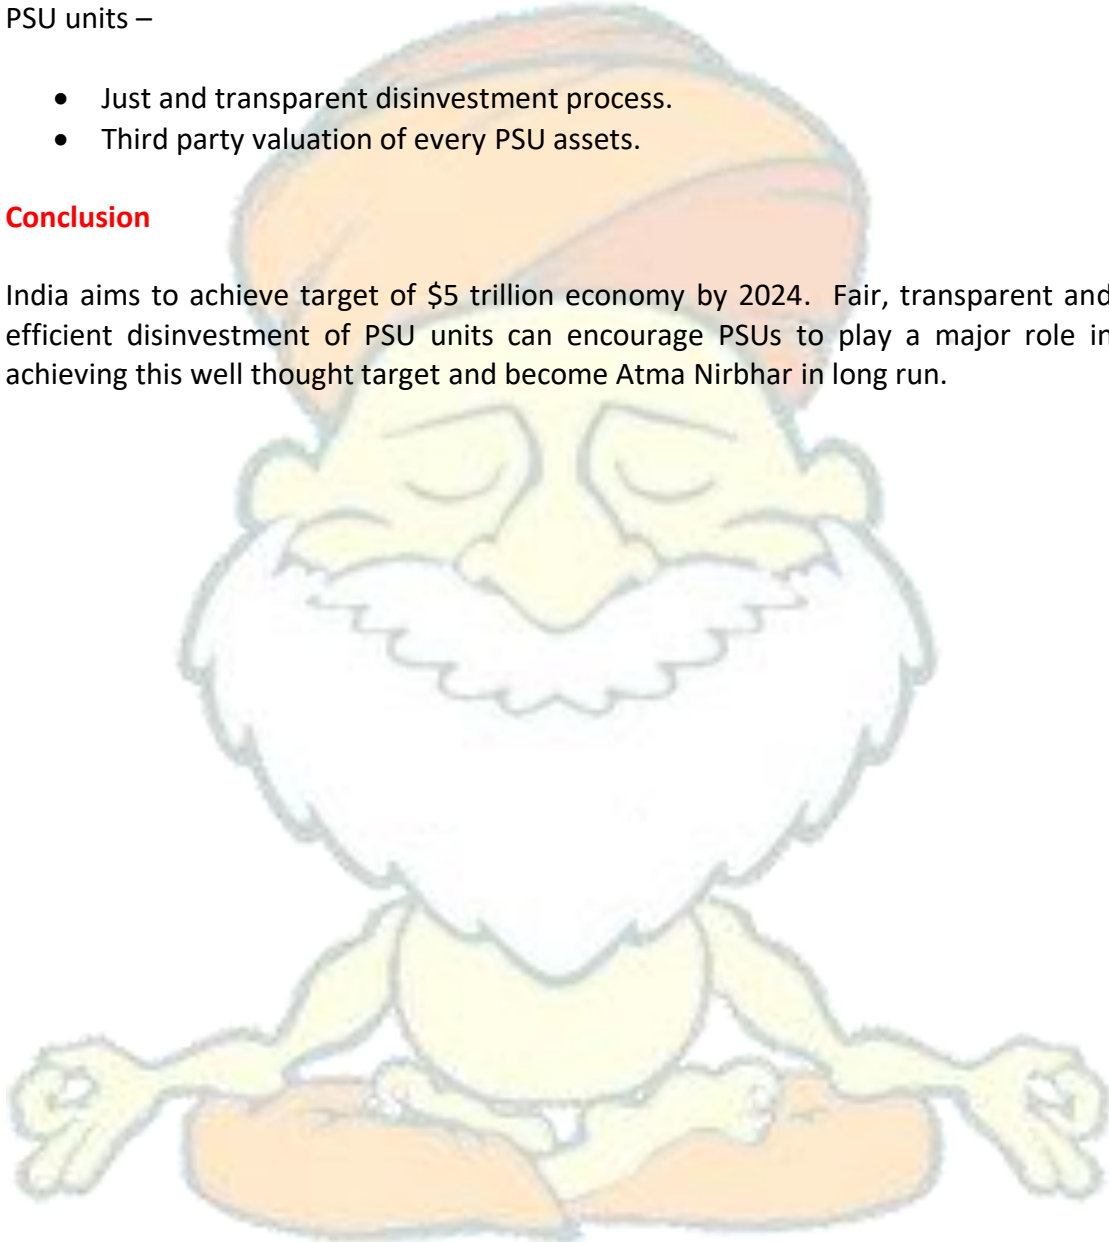 PSU units –
• Just and transparent disinvestment process.
• Third party valuation of every PSU assets.
Conclusion
India aims to achieve target of $5 trillion economy by 2024. Fair, transparent and
efficient disinvestment of PSU units can encourage PSUs to play a major role in
achieving this well thought target and become Atma Nirbhar in long run.